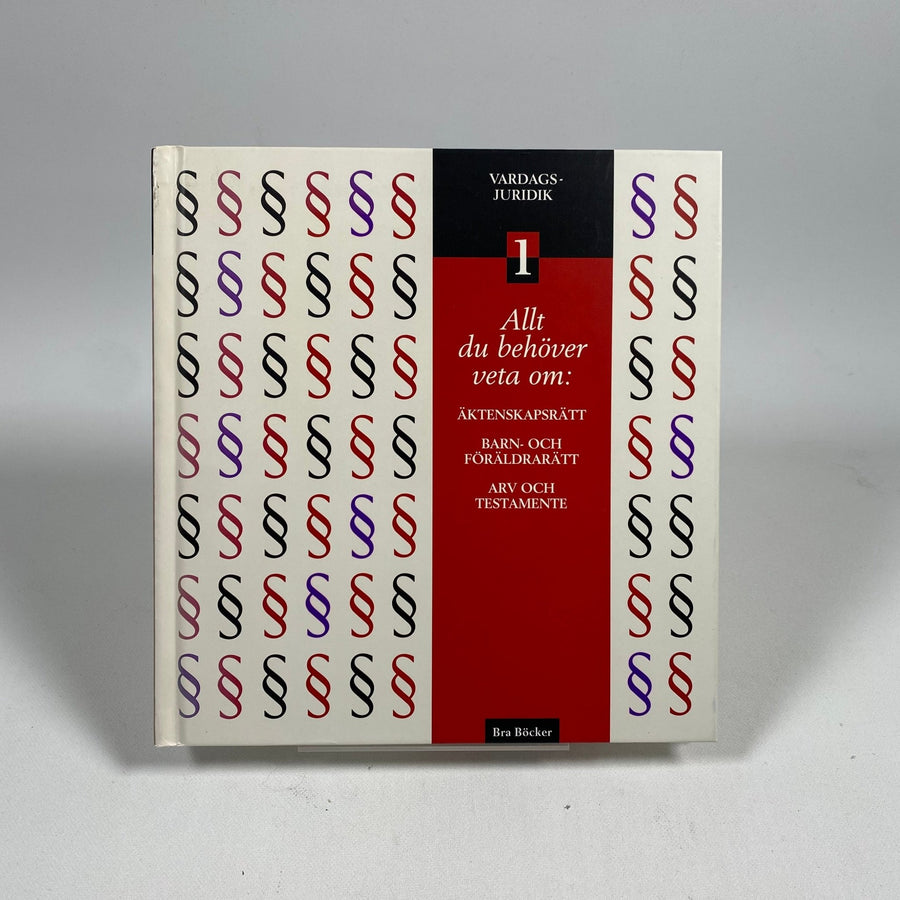 § § § § § § § §
§ § § § § § § §
§ § § § § § § §
§ § § § § § § §
§ § § § § § § §
§ § § § § § § §
§ § § § § § § §
VARDAGS-
JURIDIK
1
Allt
du behöver
veta om:
ÄKTENSKAPSRÄTT
BARN- OCH
FÖRÄLDRARÄTT
ARV OCH
TESTAMENTE
Bra Böcker